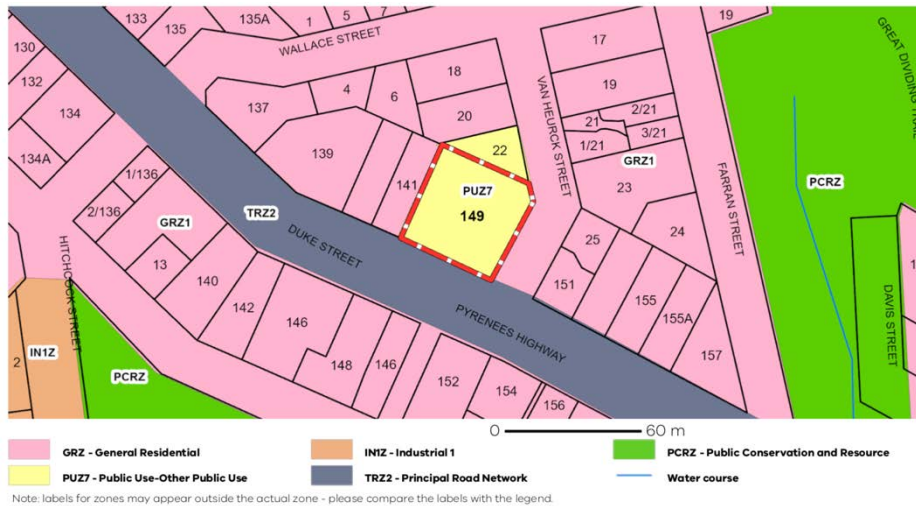 133
135
135A
1
5
7
19
GREAT DIVIDING TRAIL
130
WALLACE STREET
17
132
18
VAN HEURCK STREET
19
137
4
6
134
20
21
2/21
3/21
1/21
GRZ1
139
22
134A
1/136
141
PUZ7
149
23
FARRAN STREET
PCRZ
2/136
GRZ1
TRZ2
DUKE STREET
25
24
HITCHCOCK STREET
13
140
151
155
155A
DAVIS STREET
142
146
PYRENEES HIGHWAY
157
IN1Z
2
PCRZ
148
146
152
154
156
0 60 m
GRZ - General Residential
IN1Z - Industrial 1
PCRZ - Public Conservation and Resource
PUZ7 - Public Use-Other Public Use
TRZ2 - Principal Road Network
Water course
Note: labels for zones may appear outside the actual zone - please compare the labels with the legend.